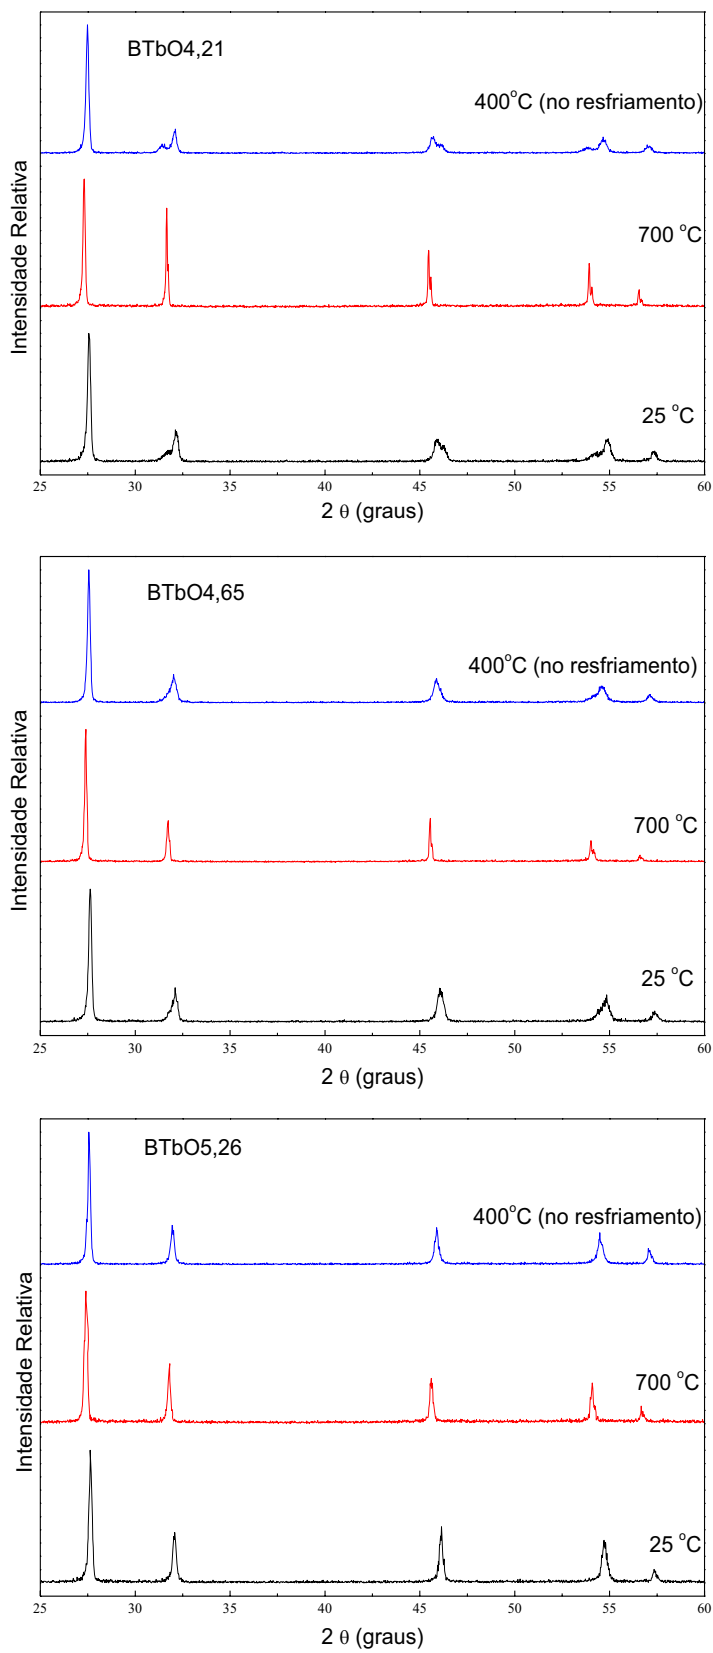 BTbO4,21
400°C (no resfriamento)
700 °C
25 °C
Intensidade Relativa
25 30 35 40 45 50 55 60
2 θ (graus)
BTbO4,65
400°C (no resfriamento)
700 °C
25 °C
Intensidade Relativa
25 30 35 40 45 50 55 60
2 θ (graus)
BTbO5,26
400°C (no resfriamento)
700 °C
25 °C
Intensidade Relativa
25 30 35 40 45 50 55 60
2 θ (graus)